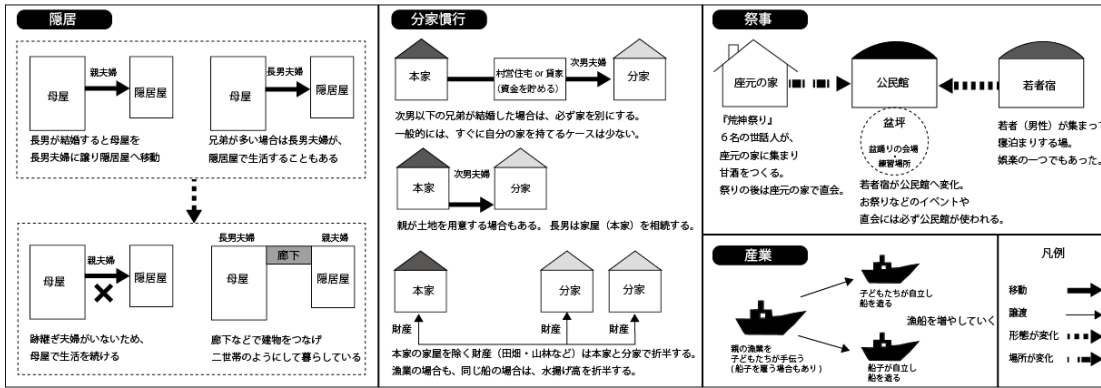 隠居
親夫婦
母屋
隠居屋
長男が結婚すると母屋を
長男夫婦に譲り隠居屋へ移動
長男夫婦
母屋
隠居屋
兄弟が多い場合は長男夫婦が、
隠居屋で生活することもある
親夫婦
母屋
隠居屋
跡継ぎ夫婦がいないため、
母屋で生活を続ける
長男夫婦
親夫婦
廊下
母屋
隠居屋
廊下などで建物をつなげ
二世帯のようにして暮らしている
分家慣行
本家
村営住宅 or 貸家
(資金を貯める)
次男夫婦
分家
次男以下の兄弟が結婚した場合は、必ず家を別にする。
一般的には、すぐに自分の家を持てるケースは少ない。
本家
次男夫婦
分家
親が土地を用意する場合もある。 長男は家屋（本家）を相続する。
本家
分家
分家
財産
財産
本家の家屋を除く財産（田畑・山林など）は本家と分家で折半する。
漁業の場合も、同じ船の場合は、水揚げ高を折半する。
祭事
座元の家
公民館
若者宿
『荒神祭り』
６名の世話人が、
座元の家に集まり
甘酒をつくる。
祭りの後は座元の家で直会。
盆坪
盆踊りの会場
練習場所
若者宿が公民館へ変化。
お祭りなどのイベントや
直会には必ず公民館が使われる。
若者（男性）が集まって
寝泊まりする場。
娯楽の一つでもあった。
産業
親の漁業を
子どもたちが手伝う
(船子を雇う場合もあり)
子どもたちが自立し
船を造る
漁船を増やしていく
船子が自立し
船を造る
凡例
移動
譲渡
形態が変化
場所が変化